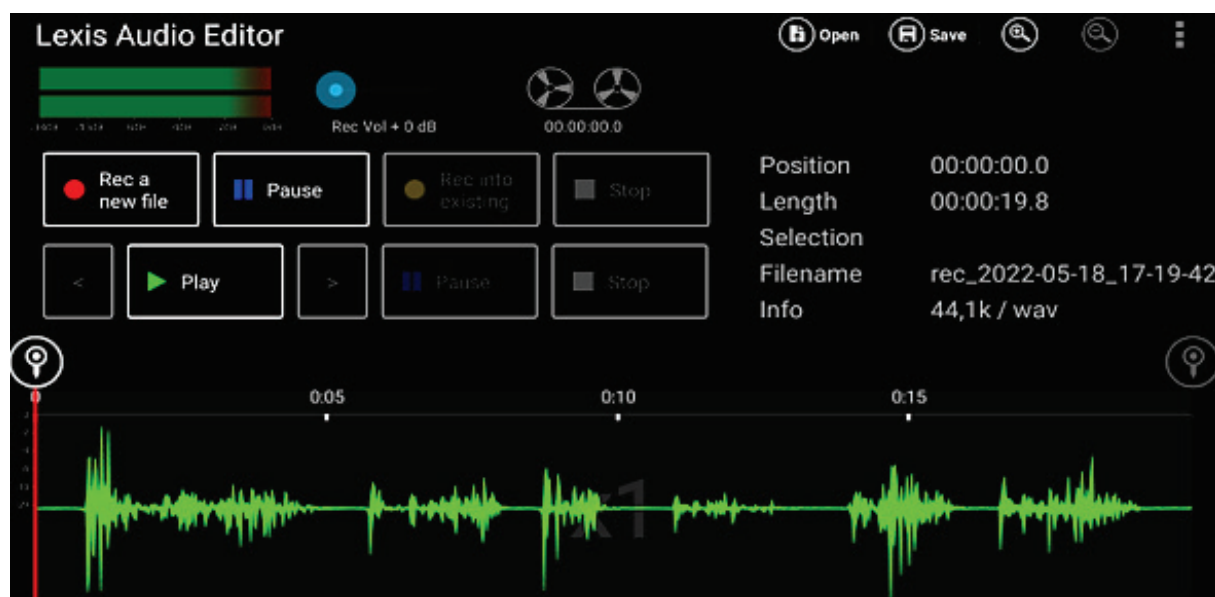 Lexis Audio Editor
Open
Save
Rec Vol + 0 dB
00:00:00.0
Rec a
new file
Pause
Rec into
existing
Stop
Position 00:00:00.0
Length 00:00:19.8
Selection
Filename rec_2022-05-18_17-19-42
Info 44,1k / wav
<
Play
>
Pause
Stop
0
0:05
0:10
0:15
x1